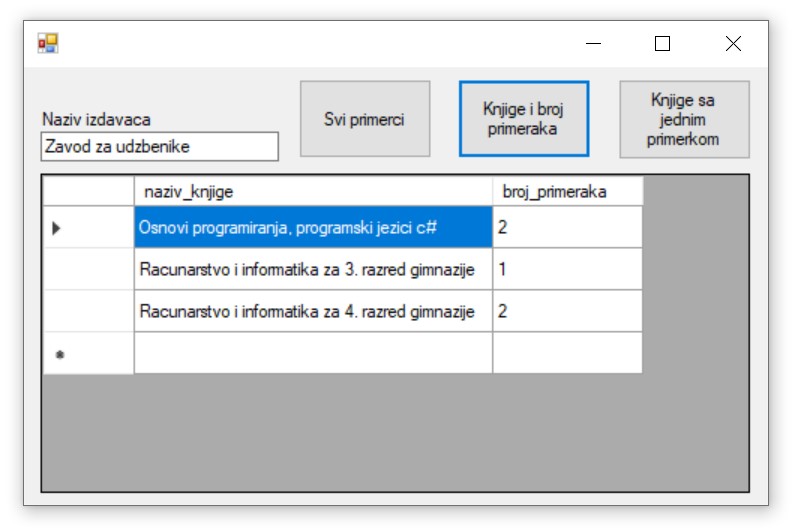 Naziv izdavaca
Zavod za udzbenike
Svi primerci
Knjige i broj
primeraka
Knjige sa
jednim
primerkom
naziv_knjige broj_primeraka
Osnovi programiranja, programski jezici c# 2
Racunarstvo i informatika za 3. razred gimnazije 1
Racunarstvo i informatika za 4. razred gimnazije 2